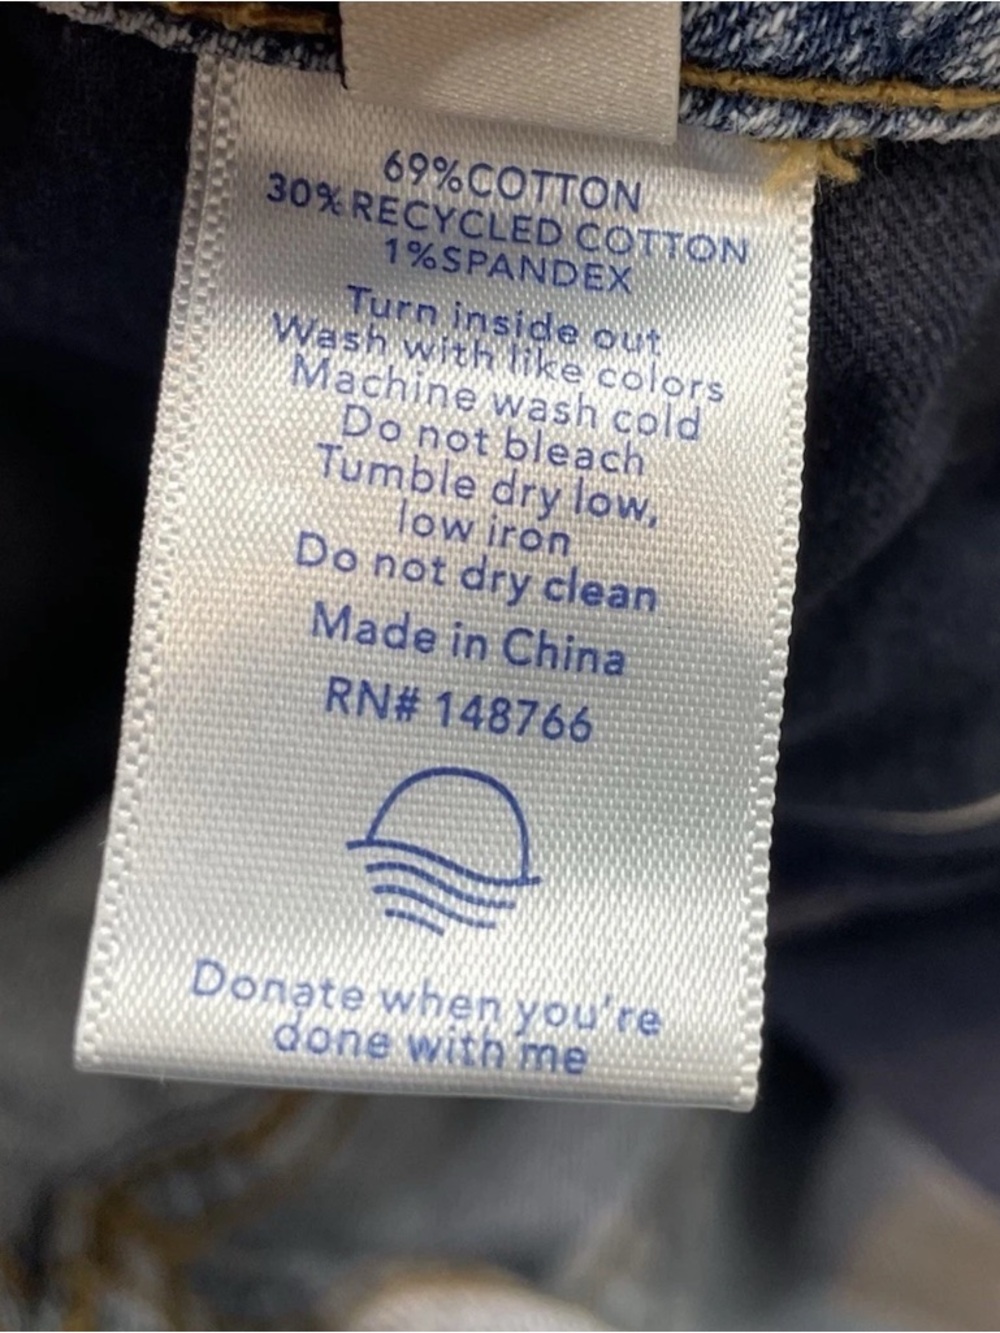 69%COTTON
30%RECYCLED COTTON
1%SPANDEX
Turn inside out
Wash with like colors
Machine wash cold
Do not bleach
Tumble dry low,
low iron
Do not dry clean
Made in China
RN# 148766
Donate when you're
done with me